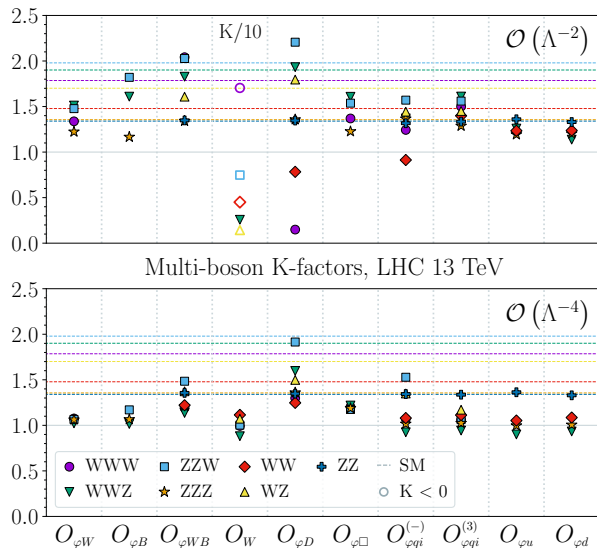 K/10
O (Λ⁻²)
2.5
2.0
1.5
1.0
0.5
0.0
Multi-boson K-factors, LHC 13 TeV
O (Λ⁻⁴)
2.5
2.0
1.5
1.0
0.5
0.0
WWW ZZW WW ZZ SM
WWZ ZZZ WZ K < 0
O_φW O_φB O_φWB O_W O_φD O_φ□ O_φqi^(−) O_φqi^(3) O_φu O_φd